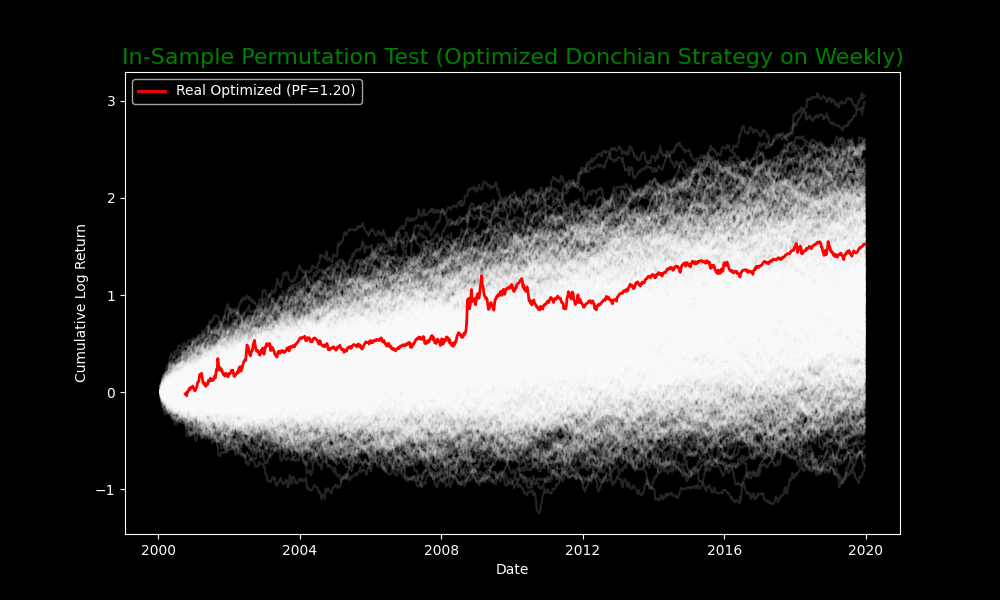 In-Sample Permutation Test (Optimized Donchian Strategy on Weekly)
Real Optimized (PF=1.20)
3
2
1
0
−1
Cumulative Log Return
2000
2004
2008
2012
2016
2020
Date